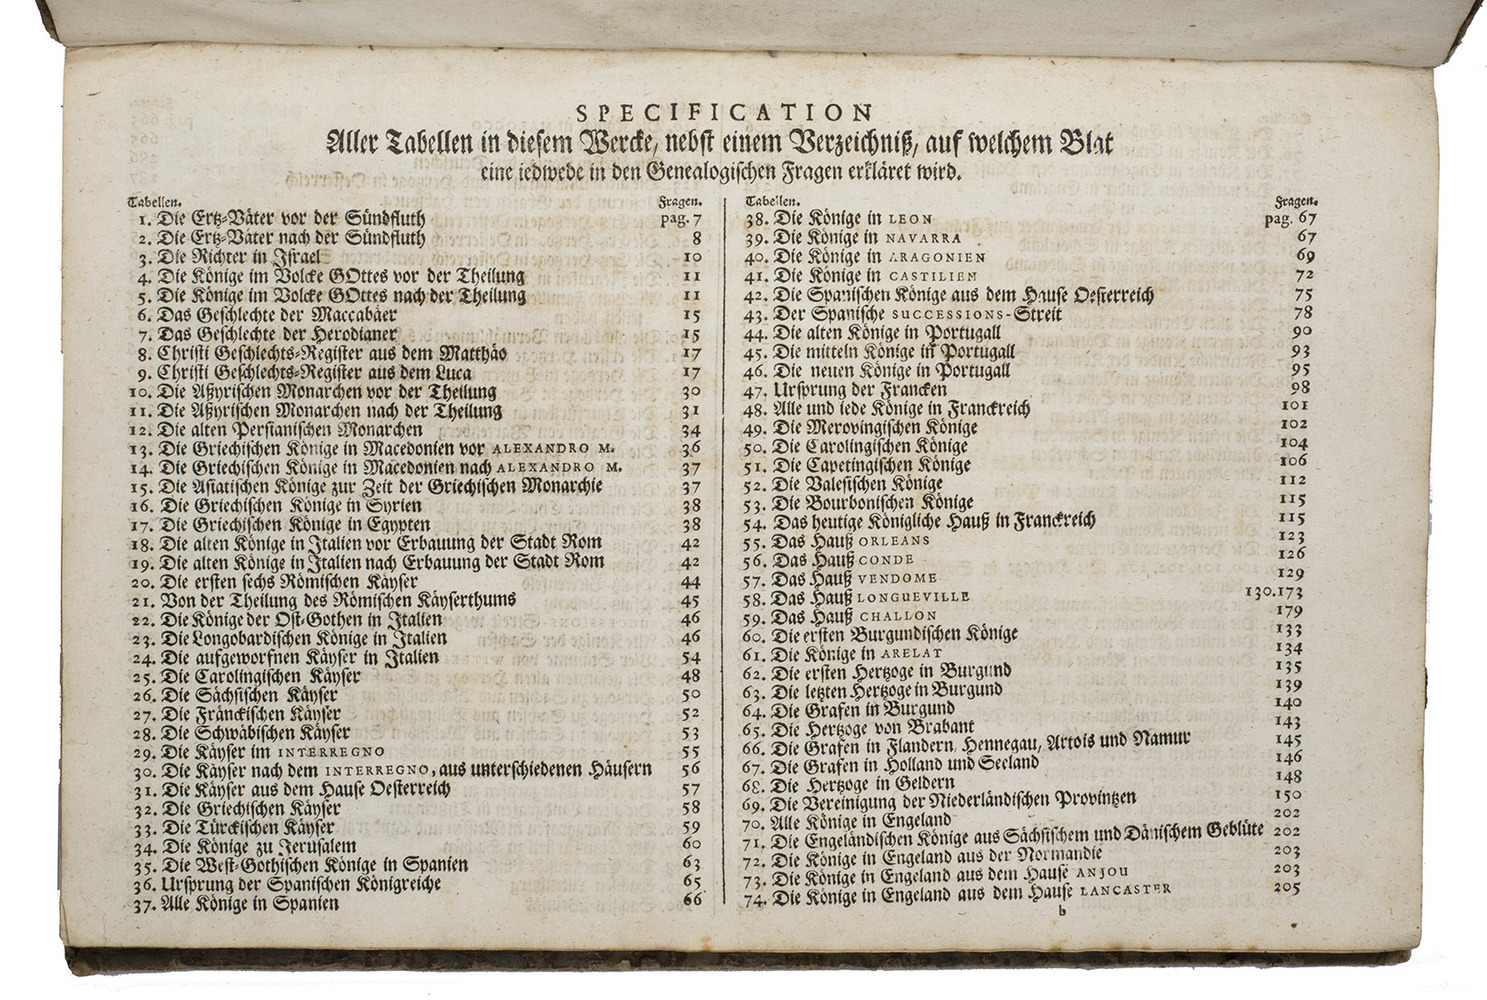 SPECIFICATION
Aller Tabellen in diesem Wercke, nebst einem Verzeichniß, auf welchem Blat
eine iedwede in den Genealogischen Fragen erkläret wird.
Tabellen. Fragen.
1. Die Ertz-Väter vor der Sündfluth pag. 7
2. Die Ertz-Väter nach der Sündfluth 8
3. Die Richter in Israel 10
4. Die Könige im Volcke GOttes vor der Theilung 11
5. Die Könige im Volcke GOttes nach der Theilung 11
6. Das Geschlechte der Maccabäer 15
7. Das Geschlechte der Herodianer 15
8. Christi Geschlechts-Register aus dem Matthäo 17
9. Christi Geschlechts-Register aus dem Luca 17
10. Die Aßyrischen Monarchen vor der Theilung 30
11. Die Aßyrischen Monarchen nach der Theilung 31
12. Die alten Persianischen Monarchen 34
13. Die Griechischen Könige in Macedonien vor ALEXANDRO M. 36
14. Die Griechischen Könige in Macedonien nach ALEXANDRO M. 37
15. Die Asiatischen Könige zur Zeit der Griechischen Monarchie 37
16. Die Griechischen Könige in Syrien 38
17. Die Griechischen Könige in Egypten 38
18. Die alten Könige in Italien vor Erbauung der Stadt Rom 42
19. Die alten Könige in Italien nach Erbauung der Stadt Rom 42
20. Die ersten sechs Römischen Käyser 44
21. Von der Theilung des Römischen Käyserthums 45
22. Die Könige der Ost-Gothen in Italien 46
23. Die Longobardischen Könige in Italien 46
24. Die aufgeworfnen Käyser in Italien 54
25. Die Carolingischen Käyser 48
26. Die Sächsischen Käyser 50
27. Die Fränckischen Käyser 52
28. Die Schwäbischen Käyser 53
29. Die Käyser im INTERREGNO 55
30. Die Käyser nach dem INTERREGNO, aus unterschiedenen Häusern 56
31. Die Käyser aus dem Hause Oesterreich 57
32. Die Griechischen Käyser 58
33. Die Türckischen Käyser 59
34. Die Könige zu Jerusalem 60
35. Die West-Gothischen Könige in Spanien 63
36. Ursprung der Spanischen Königreiche 65
37. Alle Könige in Spanien 66
Tabellen. Fragen.
38. Die Könige in LEON pag. 67
39. Die Könige in NAVARRA 67
40. Die Könige in ARAGONIEN 69
41. Die Könige in CASTILIEN 72
42. Die Spanischen Könige aus dem Hause Oesterreich 75
43. Der Spanische SUCCESSIONS-Streit 78
44. Die alten Könige in Portugall 90
45. Die mitteln Könige in Portugall 93
46. Die neuen Könige in Portugall 95
47. Ursprung der Francken 98
48. Alle und iede Könige in Franckreich 101
49. Die Merovingischen Könige 102
50. Die Carolingischen Könige 104
51. Die Capetingischen Könige 106
52. Die Valesischen Könige 112
53. Die Bourbonischen Könige 115
54. Das heutige Königliche Hauß in Franckreich 115
55. Das Hauß ORLEANS 123
56. Das Hauß CONDE 126
57. Das Hauß VENDOME 129
58. Das Hauß LONGUEVILLE 130.173
59. Das Hauß CHALLON 179
60. Die ersten Burgundischen Könige 133
61. Die Könige in ARELAT 134
62. Die ersten Hertzoge in Burgund 135
63. Die letzten Hertzoge in Burgund 139
64. Die Grafen in Burgund 140
65. Die Hertzoge von Brabant 143
66. Die Grafen in Flandern, Hennegau, Artois und Namur 145
67. Die Grafen in Holland und Seeland 146
68. Die Hertzoge in Geldern 148
69. Die Vereinigung der Niederländischen Provintzen 150
70. Alle Könige in Engeland 202
71. Die Engeländischen Könige aus Sächsischem und Dänischem Geblüte 202
72. Die Könige in Engeland aus der Normandie 203
73. Die Könige in Engeland aus dem Hause ANJOU 203
74. Die Könige in Engeland aus dem Hause LANCASTER 205
b